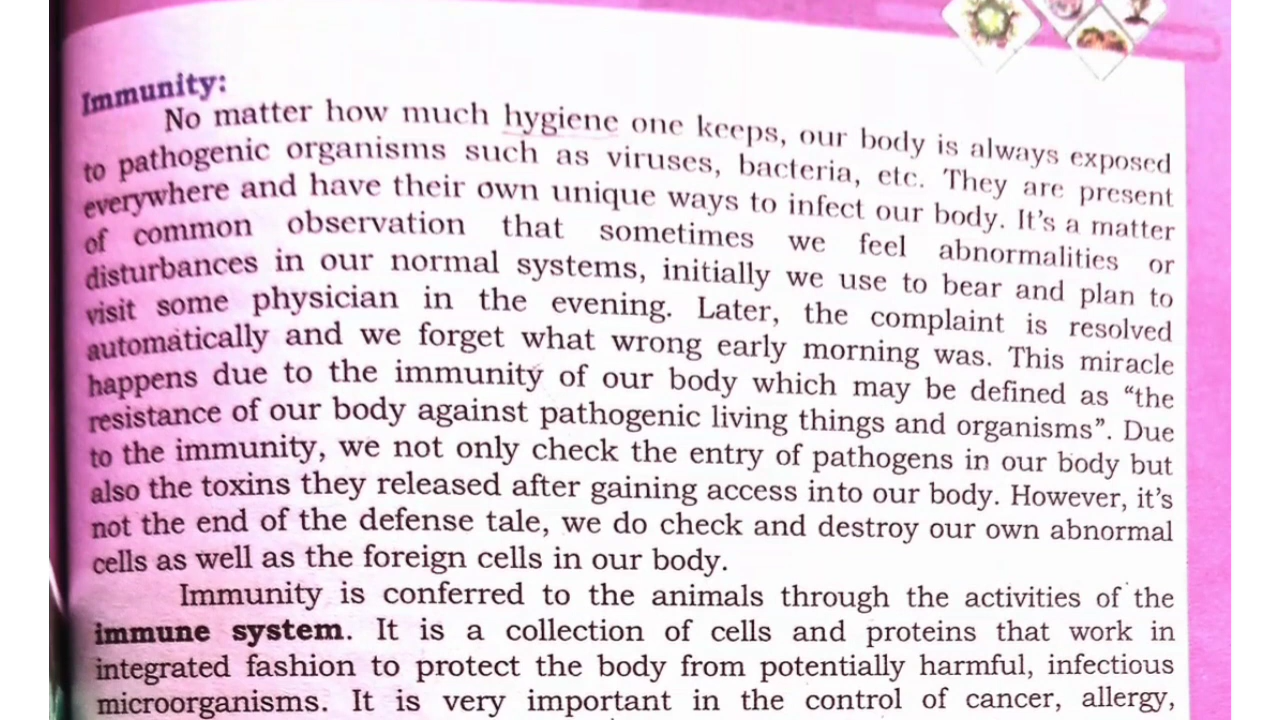 Immunity:
No matter how much hygiene one keeps, our body is always exposed
to pathogenic organisms such as viruses, bacteria, etc. They are present
everywhere and have their own unique ways to infect our body. It's a matter
of common observation that sometimes we feel abnormalities or
disturbances in our normal systems, initially we use to bear and plan to
visit some physician in the evening. Later, the complaint is resolved
automatically and we forget what wrong early morning was. This miracle
happens due to the immunity of our body which may be defined as “the
resistance of our body against pathogenic living things and organisms”. Due
to the immunity, we not only check the entry of pathogens in our body but
also the toxins they released after gaining access into our body. However, it's
not the end of the defense tale, we do check and destroy our own abnormal
cells as well as the foreign cells in our body.
Immunity is conferred to the animals through the activities of the
immune system. It is a collection of cells and proteins that work in
integrated fashion to protect the body from potentially harmful, infectious
microorganisms. It is very important in the control of cancer, allergy,